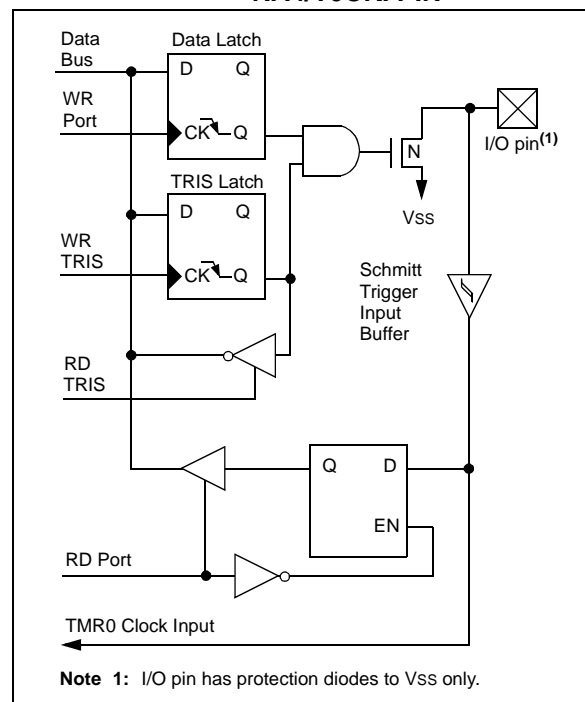 Data Bus
Data Latch
D Q
WR Port
CK Q
I/O pin(1)
N
TRIS Latch
VSS
D Q
WR TRIS
CK Q
Schmitt Trigger Input Buffer
RD TRIS
Q D
EN
RD Port
TMR0 Clock Input
Note 1: I/O pin has protection diodes to VSS only.